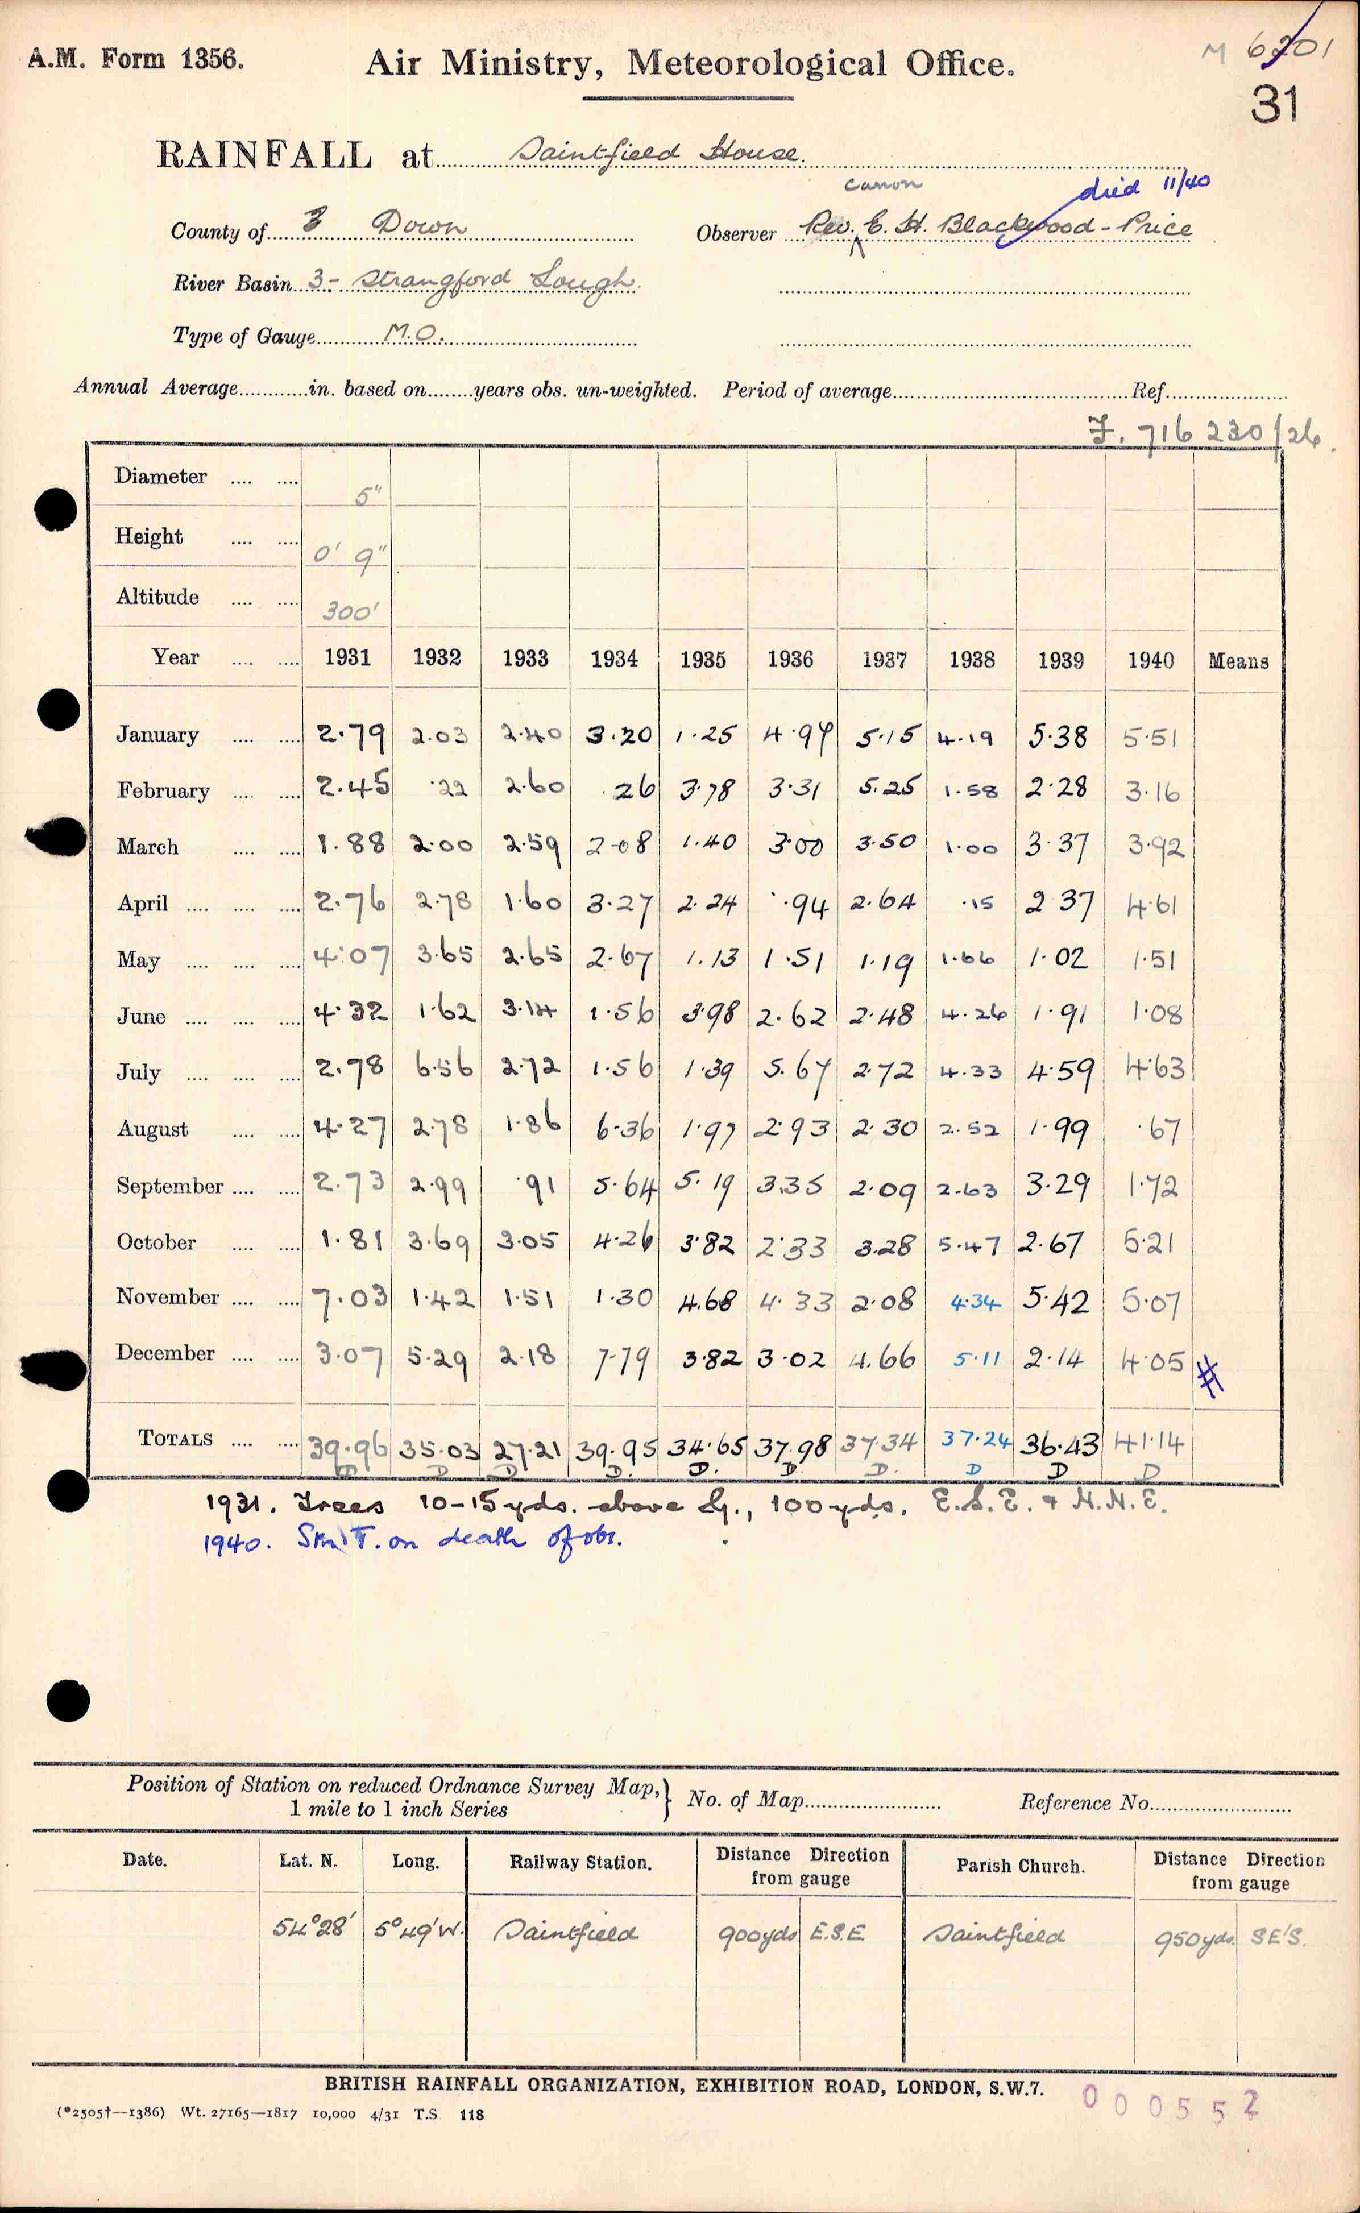 A.M. Form 1356.
Air Ministry, Meteorological Office.
M 6201
31
RAINFALL at Saintfield House.
Canon died 11/40
County of 3 Down Observer Rev. E. H. Blackwood-Price
River Basin 3- Strangford Lough.
Type of Gauge M.O.
Annual Average in. based on years obs. un-weighted. Period of average Ref.
I. 716 230/26.
Diameter 5"
Height 0' 9"
Altitude 300'
Year 1931 1932 1933 1934 1935 1936 1937 1938 1939 1940 Means
January 2.79 2.03 2.40 3.20 1.25 4.97 5.15 4.19 5.38 5.51
February 2.45 .22 2.60 .26 3.78 3.31 5.25 1.58 2.28 3.16
March 1.88 2.00 2.59 2.08 1.40 3.00 3.50 1.00 3.37 3.92
April 2.76 2.78 1.60 3.27 2.24 .94 2.64 .15 2.37 4.61
May 4.07 3.65 2.65 2.67 1.13 1.51 1.19 1.66 1.02 1.51
June 4.32 1.62 3.14 1.56 3.98 2.62 2.48 4.26 1.91 1.08
July 2.78 6.56 2.72 1.56 1.39 5.67 2.72 4.33 4.59 4.63
August 4.27 2.78 1.86 6.36 1.97 2.93 2.30 2.52 1.99 .67
September 2.73 2.99 .91 5.64 5.19 3.35 2.09 2.63 3.29 1.72
October 1.81 3.69 3.05 4.26 3.82 2.33 3.28 5.47 2.67 5.21
November 7.03 1.42 1.51 1.30 4.68 4.33 2.08 4.34 5.42 5.07
December 3.07 5.29 2.18 7.79 3.82 3.02 4.66 5.11 2.14 4.05 #
TOTALS 39.96 35.03 27.21 39.95 34.65 37.98 37.34 37.24 36.43 41.14
D D D D. D. D. D. D D D
1931. Trees 10-15yds. above g., 100yds. E.S.E. & N.N.E.
1940. Stn T. on death of obr.
Position of Station on reduced Ordnance Survey Map, } No. of Map Reference No.
1 mile to 1 inch Series
Date. Lat. N. Long. Railway Station. Distance Direction from gauge Parish Church. Distance Direction from gauge
54°28' 5°49'W. Saintfield 900yds E.S.E. Saintfield 950yds. SE'S.
BRITISH RAINFALL ORGANIZATION, EXHIBITION ROAD, LONDON, S.W.7.
000552
(*2505†—1386) Wt. 27165—1817 10,000 4/31 T.S. 118